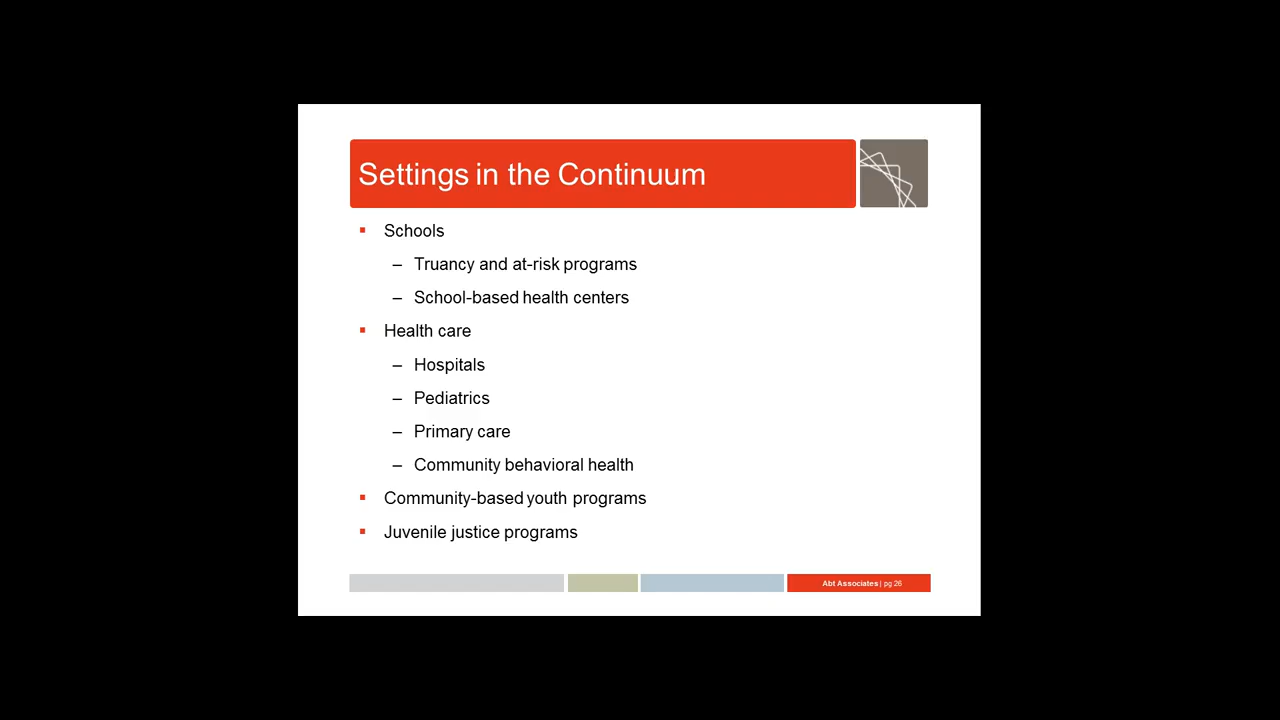 Settings in the Continuum
▪ Schools
– Truancy and at-risk programs
– School-based health centers
▪ Health care
– Hospitals
– Pediatrics
– Primary care
– Community behavioral health
▪ Community-based youth programs
▪ Juvenile justice programs
Abt Associates | pg 26